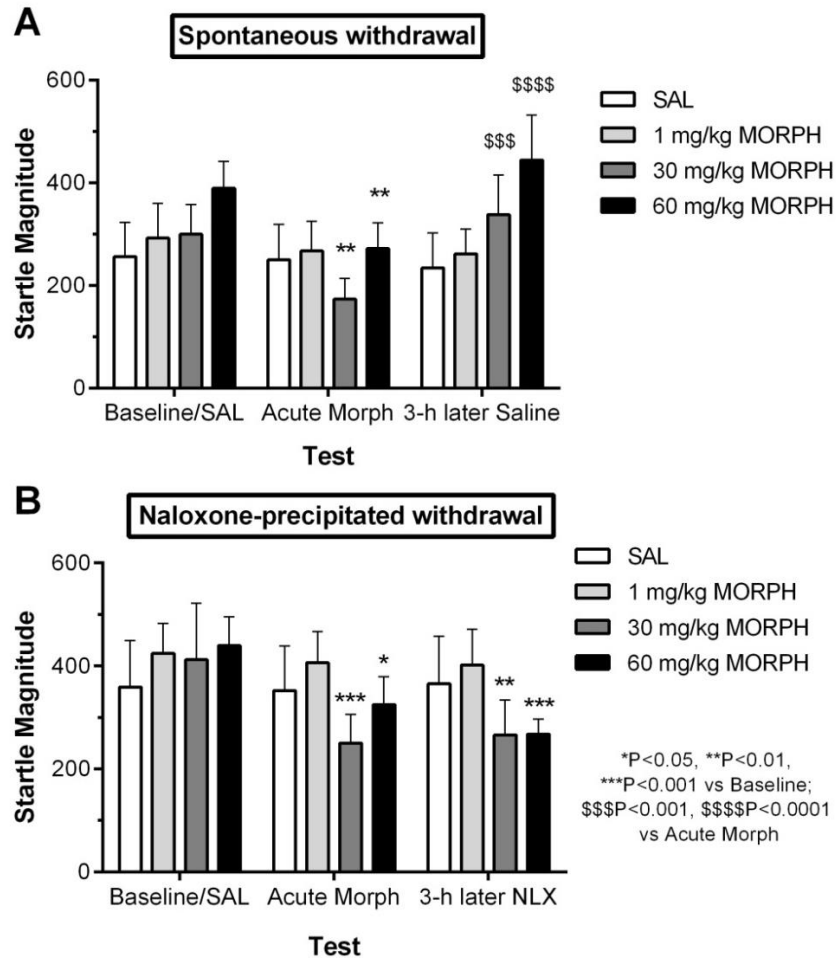 A
Spontaneous withdrawal
600
400
200
0
Startle Magnitude
**
**
$$$
$$$$
Baseline/SAL
Acute Morph
3-h later Saline
Test
SAL
1 mg/kg MORPH
30 mg/kg MORPH
60 mg/kg MORPH
B
Naloxone-precipitated withdrawal
600
400
200
0
Startle Magnitude
***
*
**
***
Baseline/SAL
Acute Morph
3-h later NLX
Test
SAL
1 mg/kg MORPH
30 mg/kg MORPH
60 mg/kg MORPH
*P<0.05, **P<0.01,
***P<0.001 vs Baseline;
$$$P<0.001, $$$$P<0.0001
vs Acute Morph